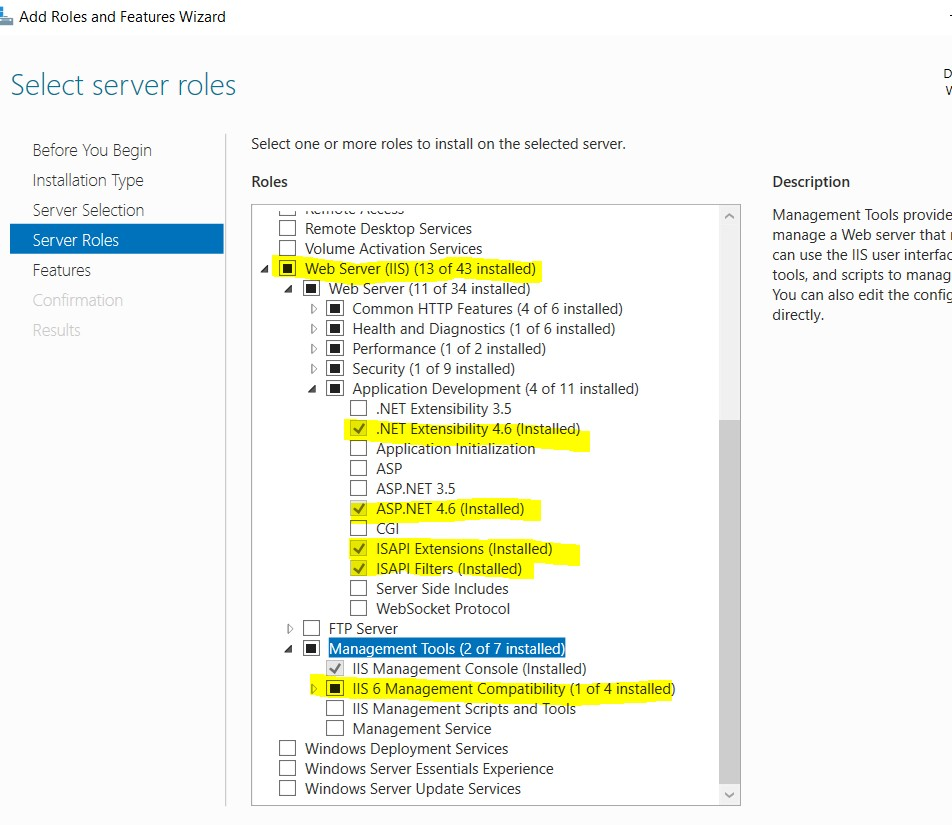 Add Roles and Features Wizard
Select server roles
Before You Begin
Installation Type
Server Selection
Server Roles
Features
Confirmation
Results
Select one or more roles to install on the selected server.
Roles
Remote Access
Remote Desktop Services
Volume Activation Services
Web Server (IIS) (13 of 43 installed)
Web Server (11 of 34 installed)
Common HTTP Features (4 of 6 installed)
Health and Diagnostics (1 of 6 installed)
Performance (1 of 2 installed)
Security (1 of 9 installed)
Application Development (4 of 11 installed)
.NET Extensibility 3.5
.NET Extensibility 4.6 (Installed)
Application Initialization
ASP
ASP.NET 3.5
ASP.NET 4.6 (Installed)
CGI
ISAPI Extensions (Installed)
ISAPI Filters (Installed)
Server Side Includes
WebSocket Protocol
FTP Server
Management Tools (2 of 7 installed)
IIS Management Console (Installed)
IIS 6 Management Compatibility (1 of 4 installed)
IIS Management Scripts and Tools
Management Service
Windows Deployment Services
Windows Server Essentials Experience
Windows Server Update Services
Description
Management Tools provide
manage a Web server that
can use the IIS user
tools, and scripts to
You can also edit the
directly.